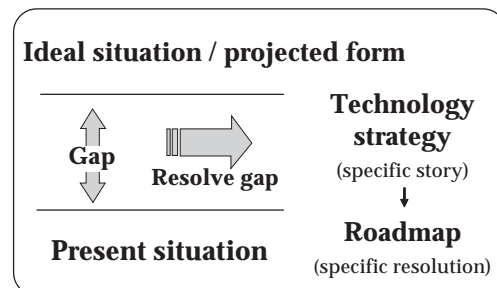 Ideal situation / projected form
Gap
Resolve gap
Present situation
Technology
strategy
(specific story)
Roadmap
(specific resolution)